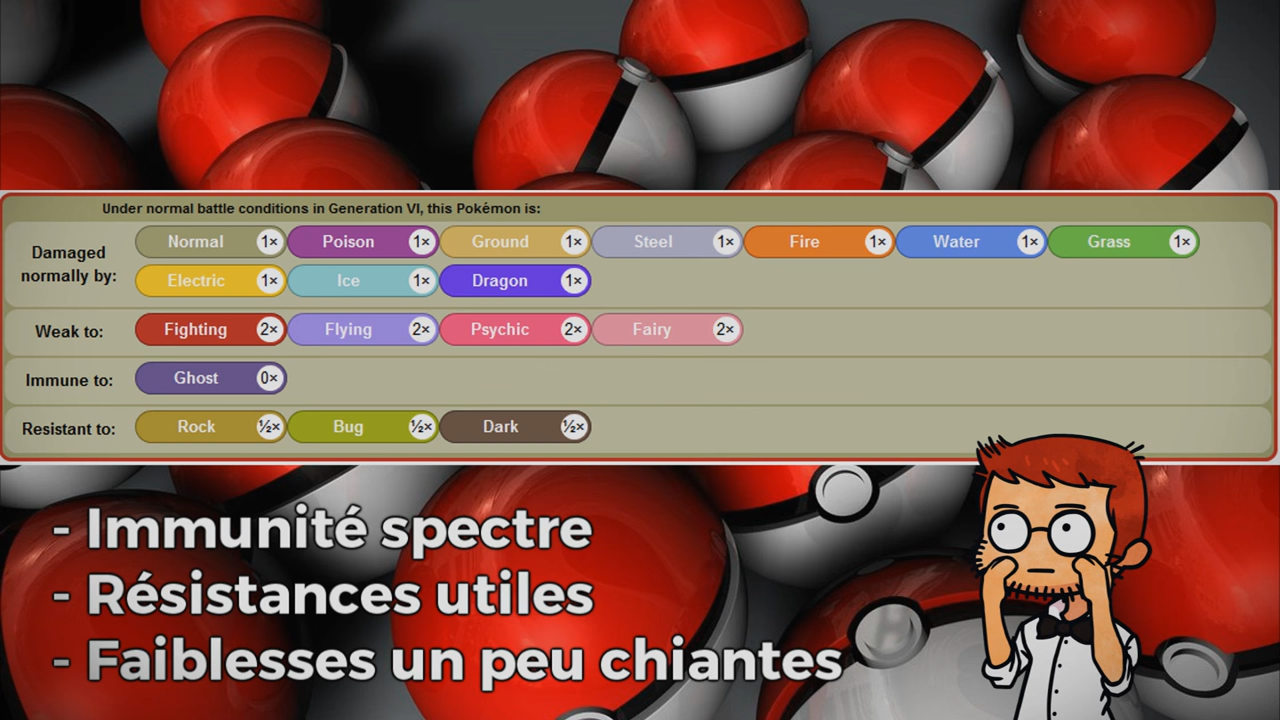 Under normal battle conditions in Generation VI, this Pokémon is:
Damaged normally by:
Normal 1× Poison 1× Ground 1× Steel 1× Fire 1× Water 1× Grass 1×
Electric 1× Ice 1× Dragon 1×
Weak to: Fighting 2× Flying 2× Psychic 2× Fairy 2×
Immune to: Ghost 0×
Resistant to: Rock ½× Bug ½× Dark ½×
- Immunité spectre
- Résistances utiles
- Faiblesses un peu chiantes